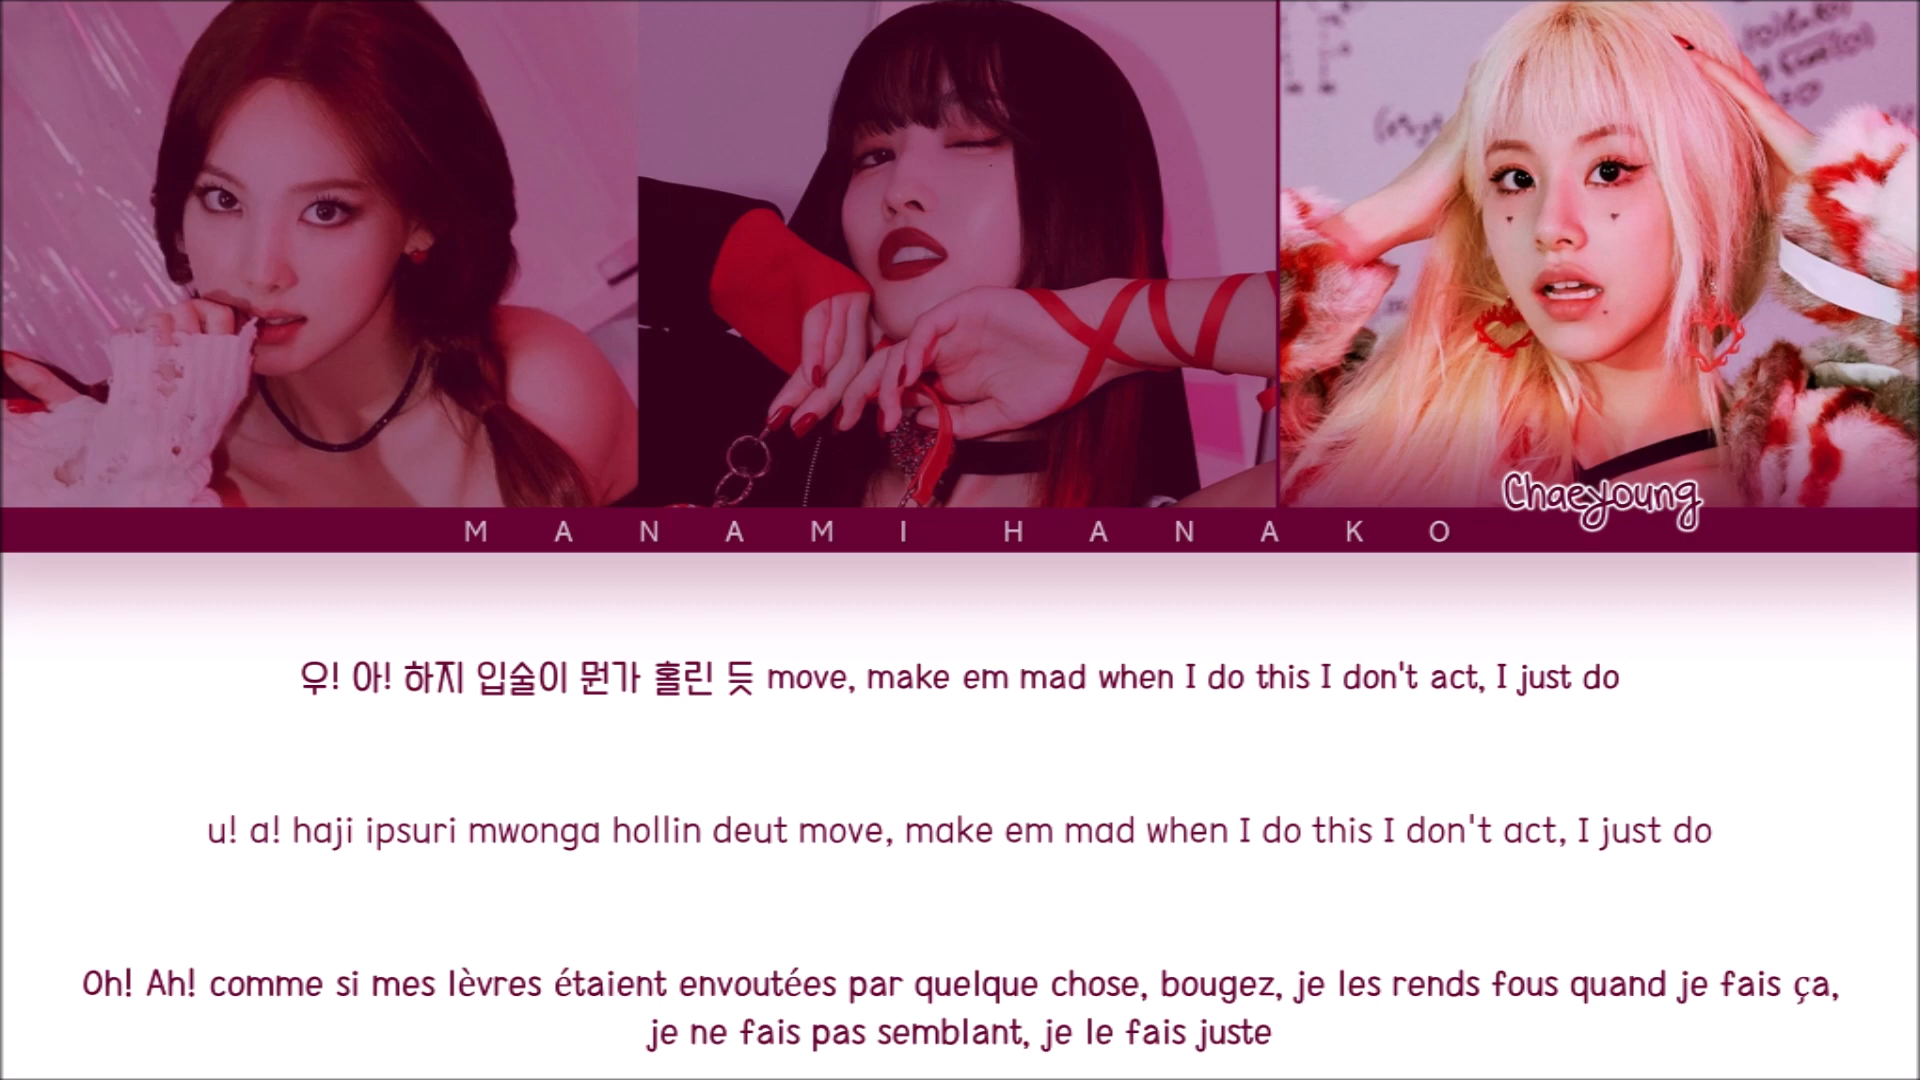 Chaeyoung
MANAMI HANAKO
우! 아! 하지 입술이 뭔가 홀린 듯 move, make em mad when I do this I don't act, I just do
u! a! haji ipsuri mwonga hollin deut move, make em mad when I do this I don't act, I just do
Oh! Ah! comme si mes lèvres étaient envoutées par quelque chose, bougez, je les rends fous quand je fais ça,
je ne fais pas semblant, je le fais juste